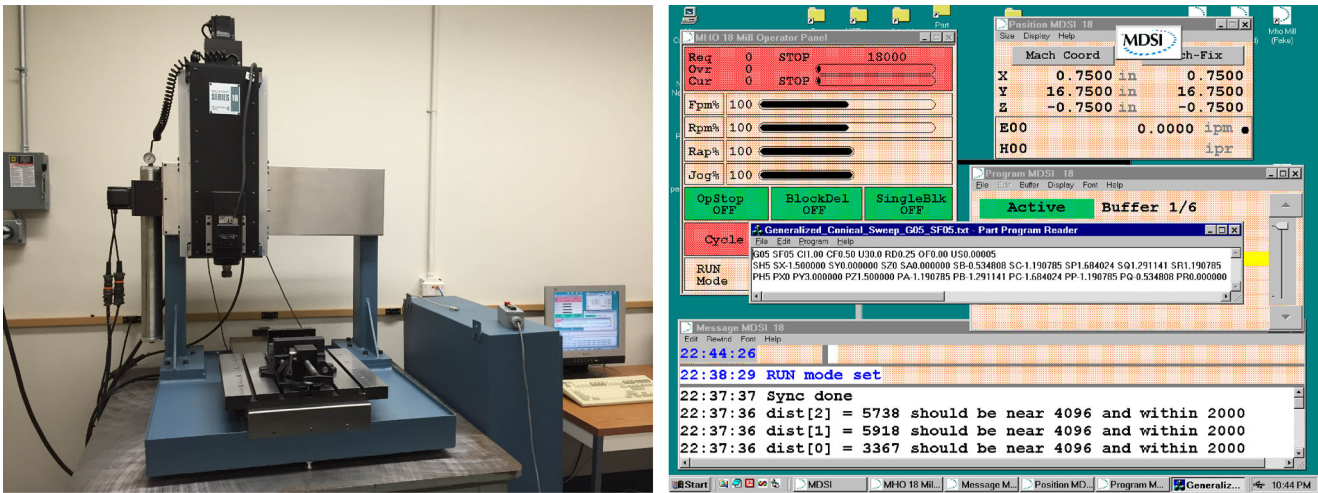 SERIES 18
Part
Mho Mill
(Fake)
MHO 18 Mill Operator Panel
Req 0 STOP 18000
Ovr 0
Cur 0 STOP
Fpm% 100
Rpm% 100
Rap% 100
Jog% 100
OpStop OFF
BlockDel OFF
SingleBlk OFF
Cycle
RUN
Mode
Position MDSI 18
Size Display Help
MDSI
Mach Coord
ch-Fix
X 0.7500 in 0.7500
Y 16.7500 in 16.7500
Z -0.7500 in -0.7500
E00 0.0000 ipm
H00 ipr
Program MDSI 18
File Edit Buffer Display Font Help
Active Buffer 1/6
Generalized_Conical_Sweep_G05_SF05.txt - Part Program Reader
File Edit Program Help
G05 SF05 CI1.00 CF0.50 U30.0 RD0.25 OF0.00 US0.00005
SH5 SX-1.500000 SY0.000000 SZ0 SA0.000000 SB-0.534808 SC-1.190785 SP1.684024 SQ1.291141 SR1.190785
PH5 PX0 PY3.000000 PZ1.500000 PA-1.190785 PB-1.291141 PC-1.684024 PP-1.190785 PQ-0.534808 PR0.000000
Message MDSI 18
Edit Rewind Font Help
22:44:26
22:38:29 RUN mode set
22:37:37 Sync done
22:37:36 dist[2] = 5738 should be near 4096 and within 2000
22:37:36 dist[1] = 5918 should be near 4096 and within 2000
22:37:36 dist[0] = 3367 should be near 4096 and within 2000
Start MDSI MHO 18 Mil... Message M... Position MD... Program M... Generaliz... 10:44 PM